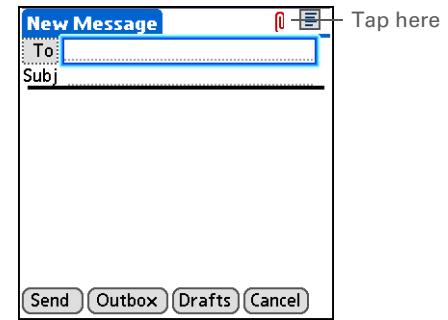 New Message
Tap here
To
Subj
Send Outbox Drafts Cancel